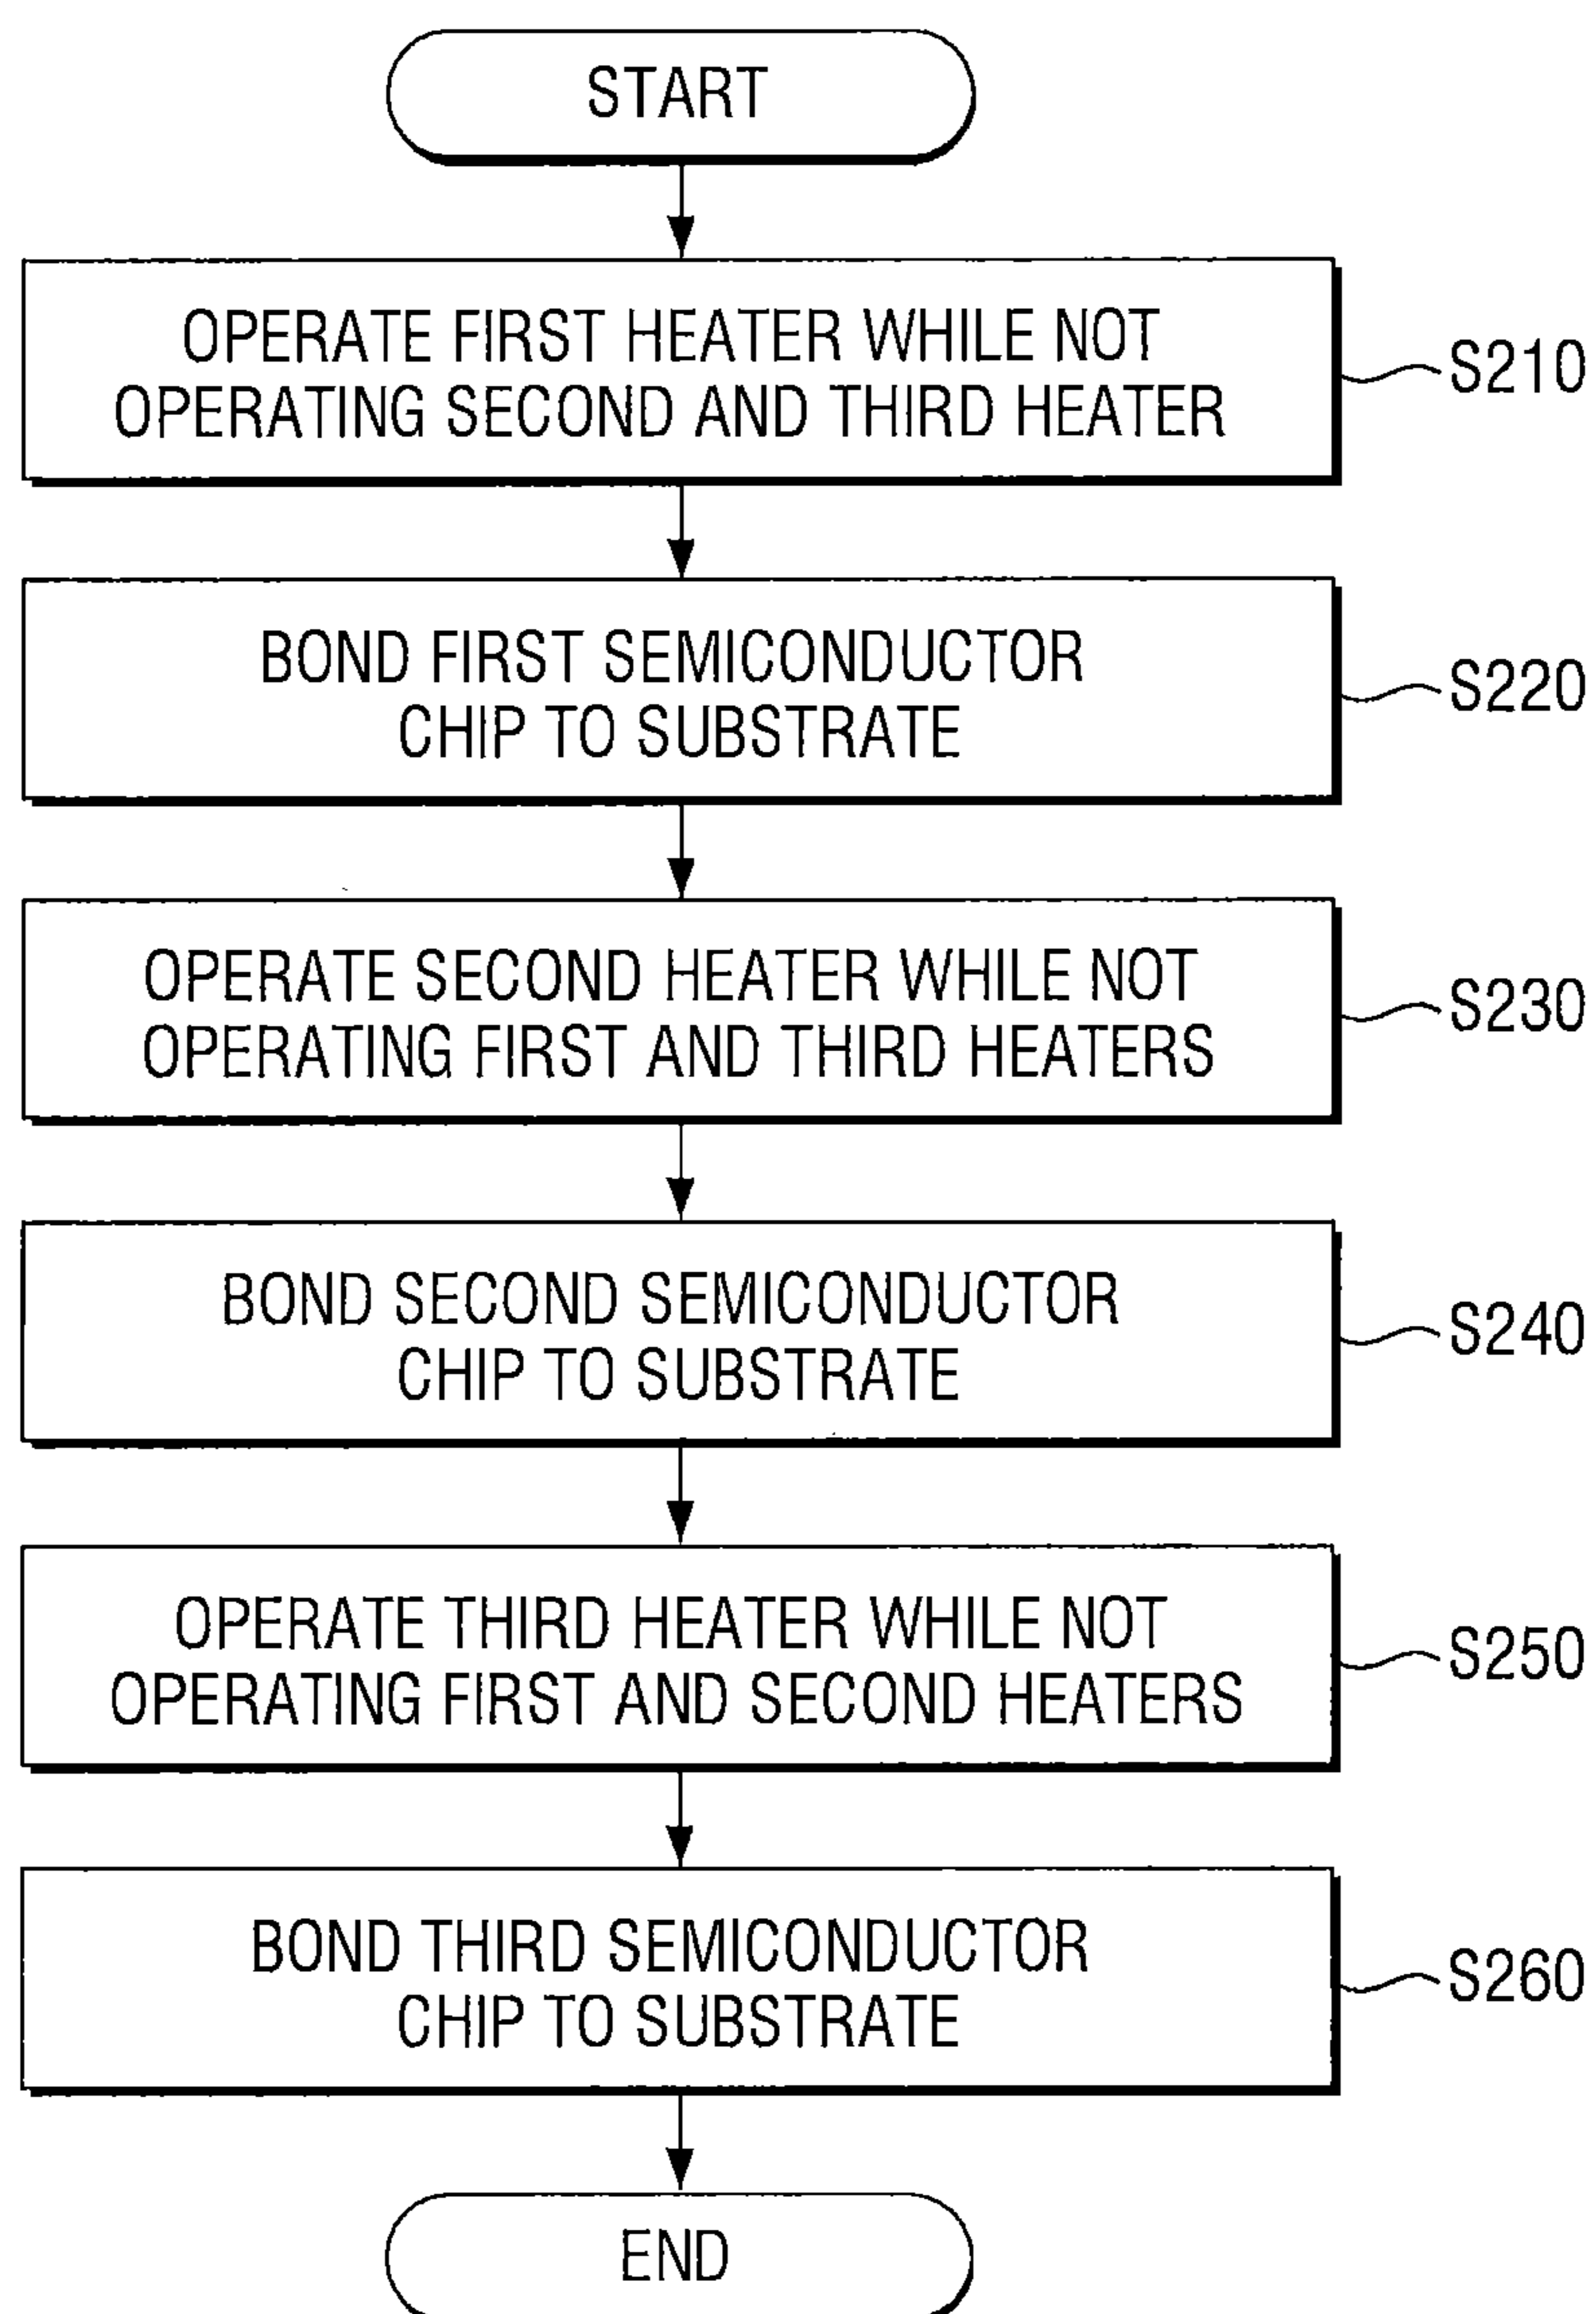 START
OPERATE FIRST HEATER WHILE NOT
OPERATING SECOND AND THIRD HEATER
S210
BOND FIRST SEMICONDUCTOR
CHIP TO SUBSTRATE
S220
OPERATE SECOND HEATER WHILE NOT
OPERATING FIRST AND THIRD HEATERS
S230
BOND SECOND SEMICONDUCTOR
CHIP TO SUBSTRATE
S240
OPERATE THIRD HEATER WHILE NOT
OPERATING FIRST AND SECOND HEATERS
S250
BOND THIRD SEMICONDUCTOR
CHIP TO SUBSTRATE
S260
END